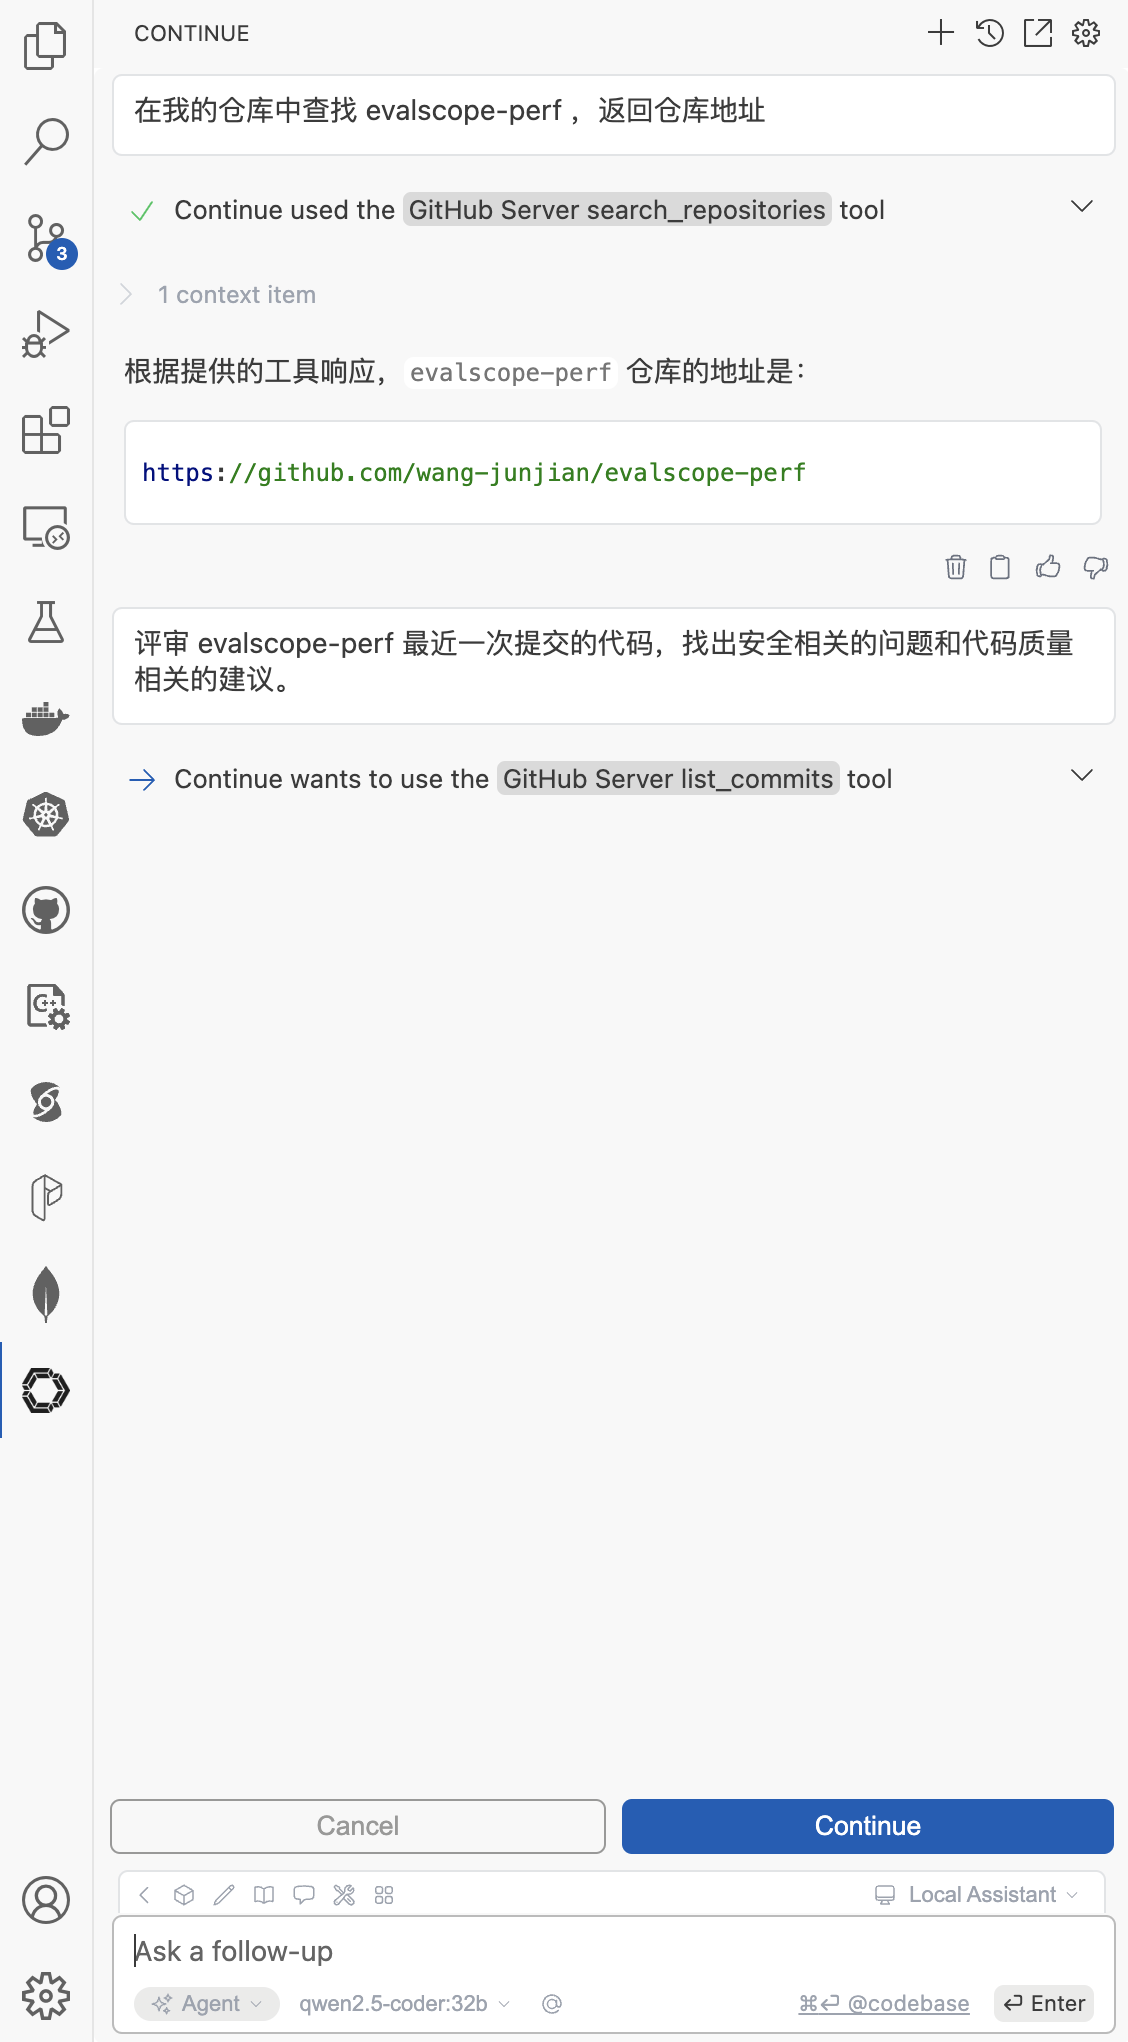 CONTINUE
在我的仓库中查找 evalscope-perf ，返回仓库地址
Continue used the GitHub Server search_repositories tool
3
1 context item
根据提供的工具响应，evalscope-perf 仓库的地址是：
https://github.com/wang-junjian/evalscope-perf
评审 evalscope-perf 最近一次提交的代码，找出安全相关的问题和代码质量
相关的建议。
Continue wants to use the GitHub Server list_commits tool
C++
Cancel Continue
Local Assistant
Ask a follow-up
Agent qwen2.5-coder:32b @ ⌘⏎ @codebase ⏎ Enter